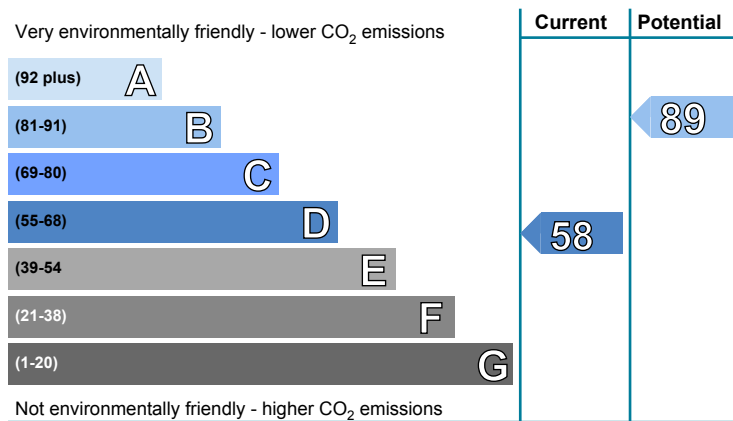 Current Potential
Very environmentally friendly - lower CO2 emissions
(92 plus) A
(81-91) B
89
(69-80) C
(55-68) D
58
(39-54 E
(21-38) F
(1-20) G
Not environmentally friendly - higher CO2 emissions